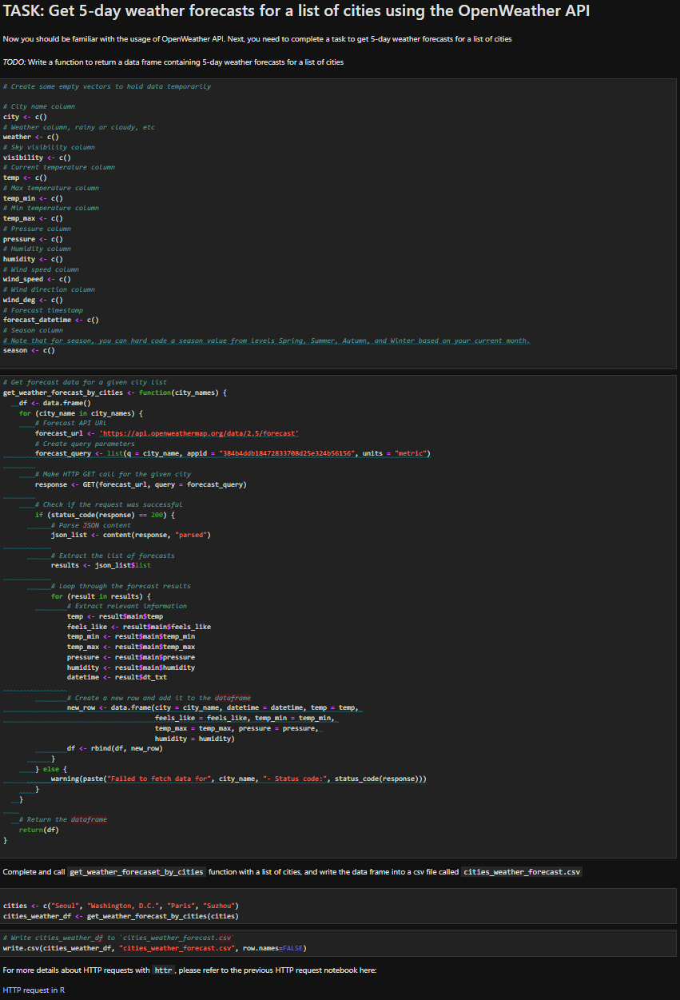 TASK: Get 5-day weather forecasts for a list of cities using the OpenWeather API
Now you should be familiar with the usage of OpenWeather API. Next, you need to complete a task to get 5-day weather forecasts for a list of cities
TODO: Write a function to return a data frame containing 5-day weather forecasts for a list of cities
# Create some empty vectors to hold data temporarily
# City name column
city <- c()
# Weather column, rainy or cloudy, etc
weather <- c()
# Sky visibility column
visibility <- c()
# Current temperature column
temp <- c()
# Max temperature column
temp_min <- c()
# Min temperature column
temp_max <- c()
# Pressure column
pressure <- c()
# Humidity column
humidity <- c()
# Wind speed column
wind_speed <- c()
# Wind direction column
wind_deg <- c()
# Forecast timestamp
forecast_datetime <- c()
# Season column
# Note that for season, you can hard code a season value from levels Spring, Summer, Autumn, and Winter based on your current month.
season <- c()
# Get forecast data for a given city list
get_weather_forecast_by_cities <- function(city_names) {
df <- data.frame()
for (city_name in city_names) {
# Forecast API URL
forecast_url <- 'https://api.openweathermap.org/data/2.5/forecast'
# Create query parameters
forecast_query <- list(q = city_name, appid = "384b4ddb18472833708d25e324b56156", units = "metric")
# Make HTTP GET call for the given city
response <- GET(forecast_url, query = forecast_query)
# Check if the request was successful
if (status_code(response) == 200) {
# Parse JSON content
json_list <- content(response, "parsed")
# Extract the list of forecasts
results <- json_list$list
# Loop through the forecast results
for (result in results) {
# Extract relevant information
temp <- result$main$temp
feels_like <- result$main$feels_like
temp_min <- result$main$temp_min
temp_max <- result$main$temp_max
pressure <- result$main$pressure
humidity <- result$main$humidity
datetime <- result$dt_txt
# Create a new row and add it to the dataframe
new_row <- data.frame(city = city_name, datetime = datetime, temp = temp,
feels_like = feels_like, temp_min = temp_min,
temp_max = temp_max, pressure = pressure,
humidity = humidity)
df <- rbind(df, new_row)
}
} else {
warning(paste("Failed to fetch data for", city_name, "- Status code:", status_code(response)))
}
}
# Return the dataframe
return(df)
}
Complete and call get_weather_forecaset_by_cities function with a list of cities, and write the data frame into a csv file called cities_weather_forecast.csv
cities <- c("Seoul", "Washington, D.C.", "Paris", "Suzhou")
cities_weather_df <- get_weather_forecast_by_cities(cities)
# Write cities_weather_df to `cities_weather_forecast.csv`
write.csv(cities_weather_df, "cities_weather_forecast.csv", row.names=FALSE)
For more details about HTTP requests with httr, please refer to the previous HTTP request notebook here:
HTTP request in R